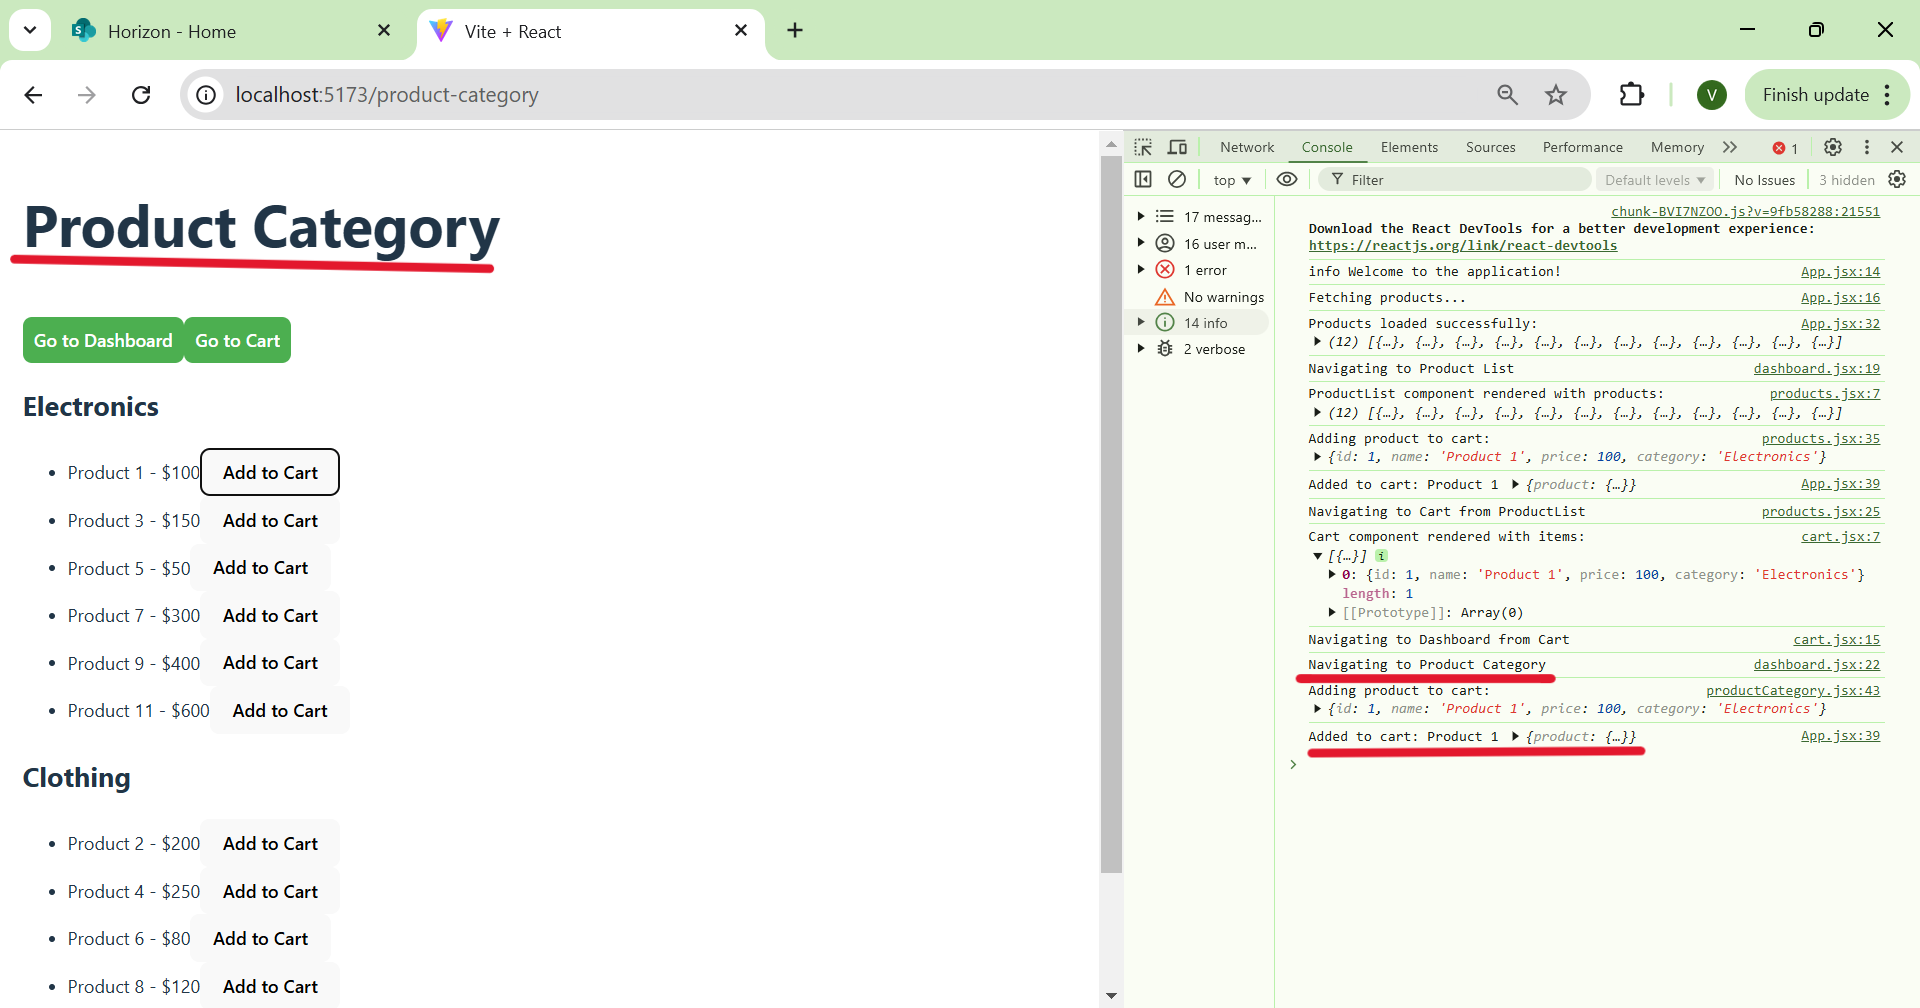 Horizon - Home
Vite + React
localhost:5173/product-category
V
Finish update
Product Category
Go to Dashboard
Go to Cart
Electronics
• Product 1 - $100 Add to Cart
• Product 3 - $150 Add to Cart
• Product 5 - $50 Add to Cart
• Product 7 - $300 Add to Cart
• Product 9 - $400 Add to Cart
• Product 11 - $600 Add to Cart
Clothing
• Product 2 - $200 Add to Cart
• Product 4 - $250 Add to Cart
• Product 6 - $80 Add to Cart
• Product 8 - $120 Add to Cart
Network Console Elements Sources Performance Memory 1
top Filter Default levels No Issues 3 hidden
17 messag...
16 user m...
1 error
No warnings
14 info
2 verbose
chunk-BVI7NZOO.js?v=9fb58288:21551
Download the React DevTools for a better development experience:
https://reactjs.org/link/react-devtools
info Welcome to the application! App.jsx:14
Fetching products... App.jsx:16
Products loaded successfully: App.jsx:32
(12) [{…}, {…}, {…}, {…}, {…}, {…}, {…}, {…}, {…}, {…}, {…}, {…}]
Navigating to Product List dashboard.jsx:19
ProductList component rendered with products: products.jsx:7
(12) [{…}, {…}, {…}, {…}, {…}, {…}, {…}, {…}, {…}, {…}, {…}, {…}]
Adding product to cart: products.jsx:35
{id: 1, name: 'Product 1', price: 100, category: 'Electronics'}
Added to cart: Product 1 {product: {…}} App.jsx:39
Navigating to Cart from ProductList products.jsx:25
Cart component rendered with items: cart.jsx:7
[{…}] i
0: {id: 1, name: 'Product 1', price: 100, category: 'Electronics'}
length: 1
[[Prototype]]: Array(0)
Navigating to Dashboard from Cart cart.jsx:15
Navigating to Product Category dashboard.jsx:22
Adding product to cart: productCategory.jsx:43
{id: 1, name: 'Product 1', price: 100, category: 'Electronics'}
Added to cart: Product 1 {product: {…}} App.jsx:39